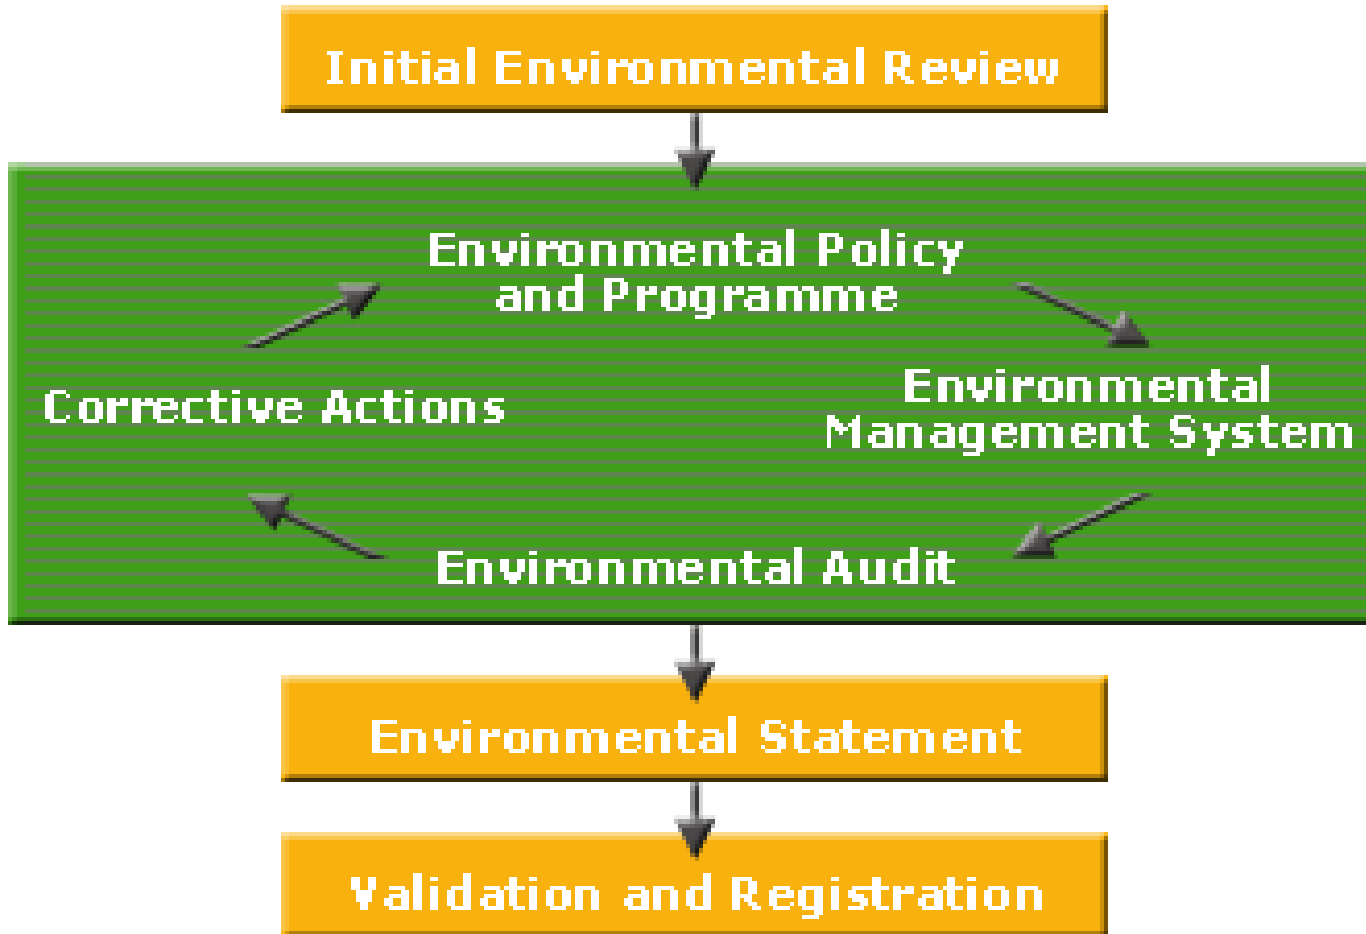 Initial Environmental Review
Environmental Policy
and Programme
Corrective Actions
Environmental
Management System
Environmental Audit
Environmental Statement
Validation and Registration